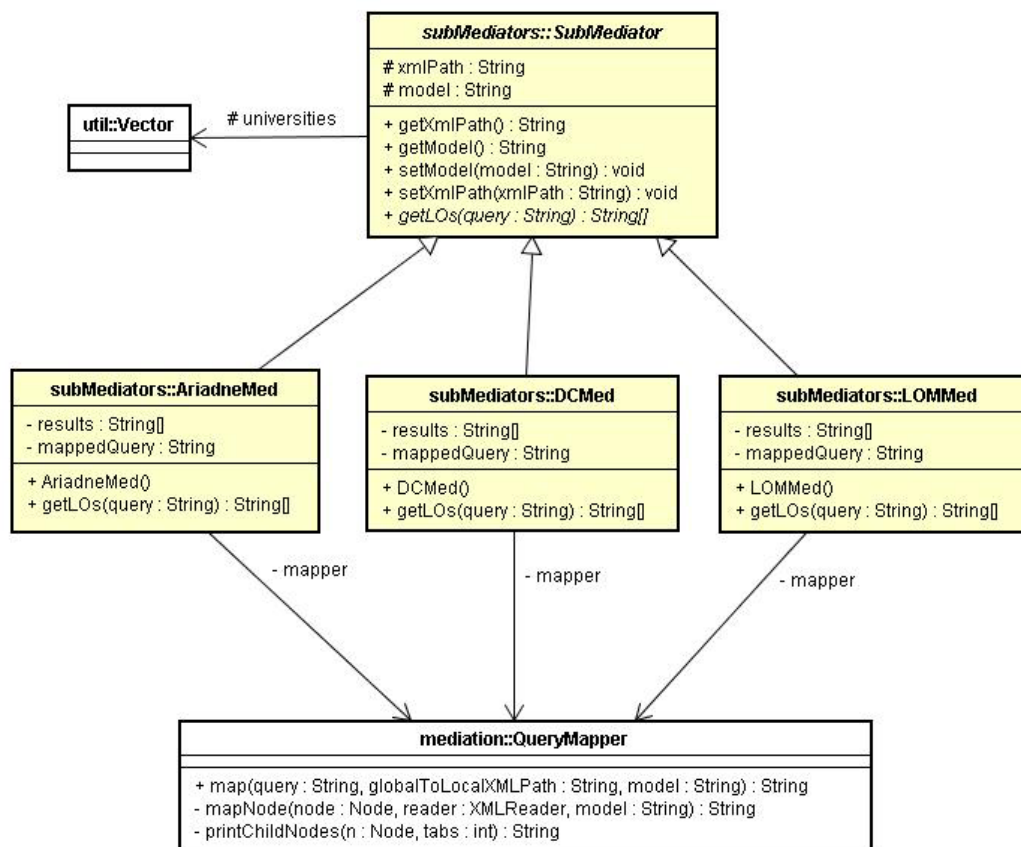 subMediators::SubMediator
# xmlPath : String
# model : String
+ getXmlPath() : String
+ getModel() : String
+ setModel(model : String) : void
+ setXmlPath(xmlPath : String) : void
+ getLOs(query : String) : String[]
util::Vector
# universities
subMediators::AriadneMed
- results : String[]
- mappedQuery : String
+ AriadneMed()
+ getLOs(query : String) : String[]
subMediators::DCMed
- results : String[]
- mappedQuery : String
+ DCMed()
+ getLOs(query : String) : String[]
subMediators::LOMMed
- results : String[]
- mappedQuery : String
+ LOMMed()
+ getLOs(query : String) : String[]
- mapper
- mapper
- mapper
mediation::QueryMapper
+ map(query : String, globalToLocalXMLPath : String, model : String) : String
- mapNode(node : Node, reader : XMLReader, model : String) : String
- printChildNodes(n : Node, tabs : int) : String